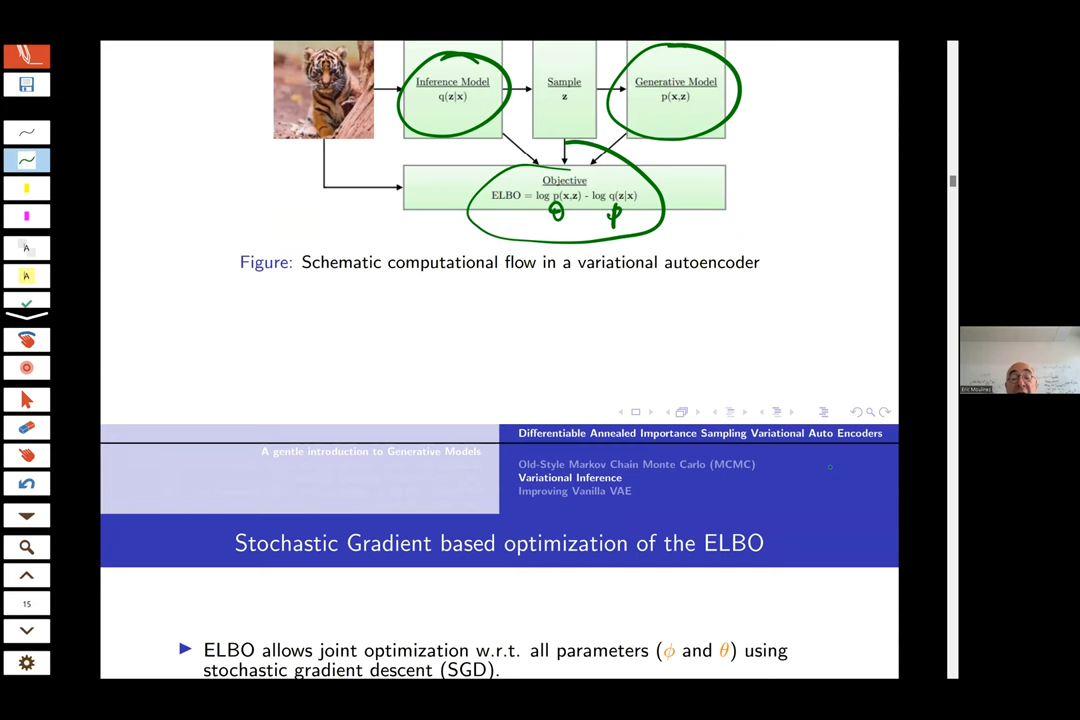 Inference Model
q(z|x)
Sample
z
Generative Model
p(x,z)
Objective
ELBO = log p(x,z) - log q(z|x)
θ φ
Figure: Schematic computational flow in a variational autoencoder
Differentiable Annealed Importance Sampling Variational Auto Encoders
A gentle introduction to Generative Models
Old-Style Markov Chain Monte Carlo (MCMC)
Variational Inference
Improving Vanilla VAE
Stochastic Gradient based optimization of the ELBO
ELBO allows joint optimization w.r.t. all parameters (ϕ and θ) using
stochastic gradient descent (SGD).
A
A
15
Eric Moulines